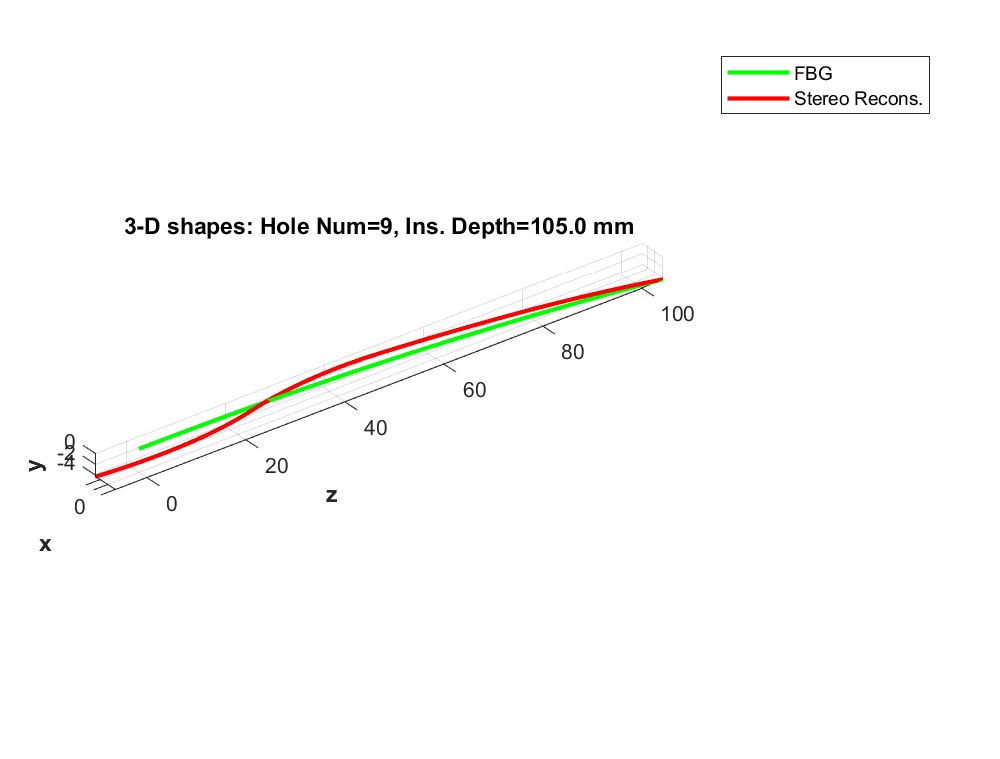 FBG
Stereo Recons.
3-D shapes: Hole Num=9, Ins. Depth=105.0 mm
100
80
60
40
20
0
z
0
-2
-4
y
0
x